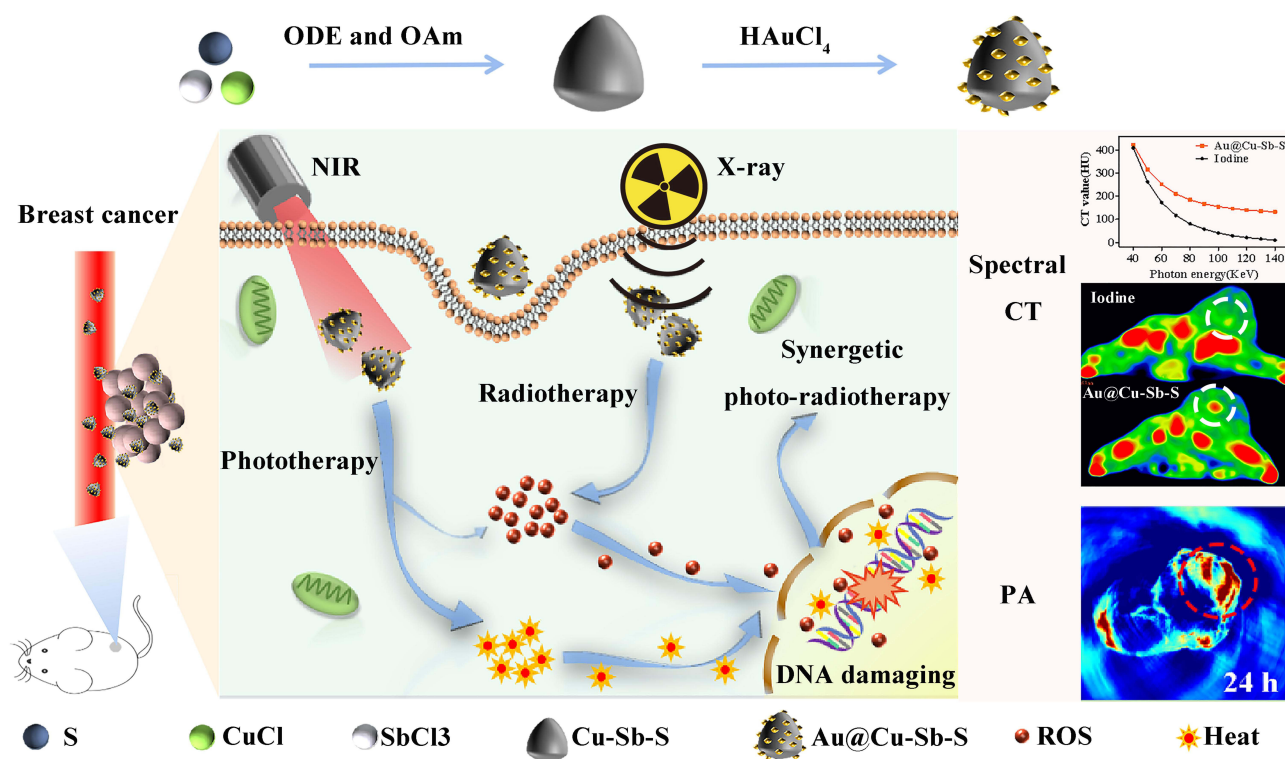 ODE and OAm
HAuCl4
Breast cancer
NIR
X-ray
Phototherapy
Radiotherapy
Synergetic
photo-radiotherapy
DNA damaging
Spectral
CT
CT value(HU)
400
300
200
100
0
Au@Cu-Sb-S
Iodine
40
60
80
100
120
140
Photon energy(KeV)
Iodine
Au@Cu-Sb-S
PA
24 h
S
CuCl
SbCl3
Cu-Sb-S
Au@Cu-Sb-S
ROS
Heat